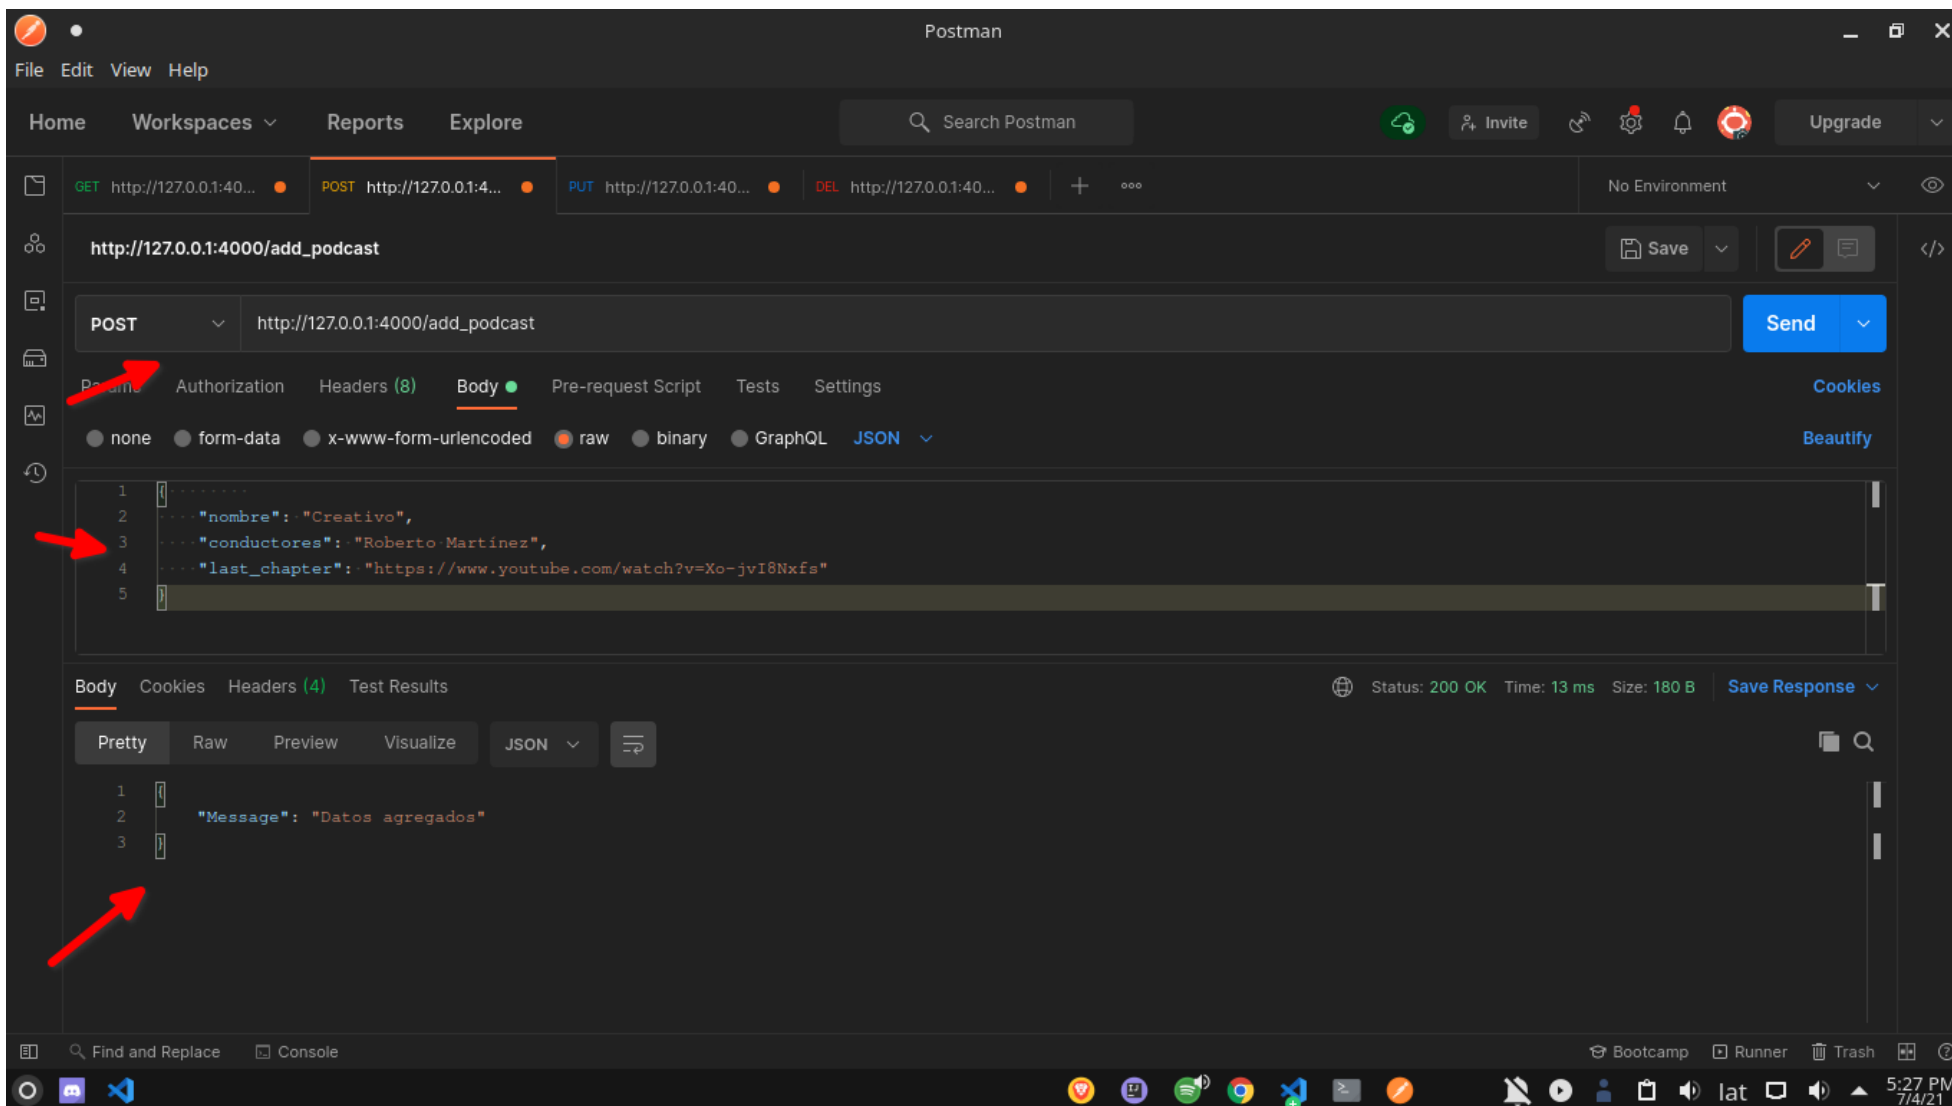 Postman
File Edit View Help
Home Workspaces Reports Explore Search Postman Invite Upgrade
GET http://127.0.0.1:40... POST http://127.0.0.1:4... PUT http://127.0.0.1:40... DEL http://127.0.0.1:40... No Environment
http://127.0.0.1:4000/add_podcast Save
POST http://127.0.0.1:4000/add_podcast Send
Params Authorization Headers (8) Body Pre-request Script Tests Settings Cookies
none form-data x-www-form-urlencoded raw binary GraphQL JSON Beautify
1 {
2 "nombre": "Creativo",
3 "conductores": "Roberto Martinez",
4 "last_chapter": "https://www.youtube.com/watch?v=Xo-jvI8Nxfs"
5 }
Body Cookies Headers (4) Test Results Status: 200 OK Time: 13 ms Size: 180 B Save Response
Pretty Raw Preview Visualize JSON
1 {
2 "Message": "Datos agregados"
3 }
Find and Replace Console Bootcamp Runner Trash
lat 5:27 PM
7/4/21